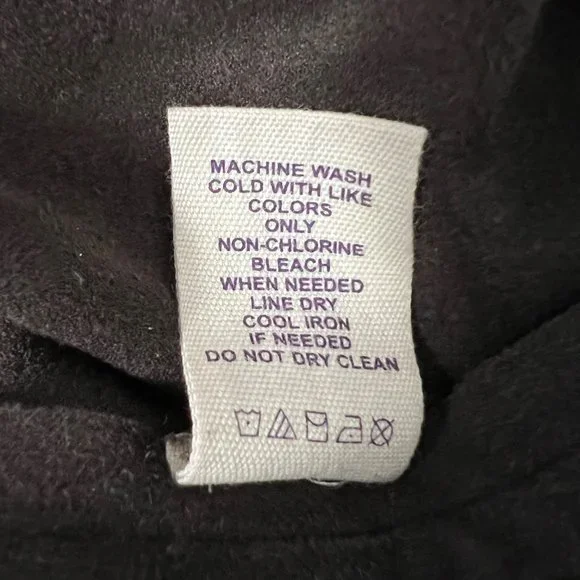 MACHINE WASH
COLD WITH LIKE
COLORS
ONLY
NON-CHLORINE
BLEACH
WHEN NEEDED
LINE DRY
COOL IRON
IF NEEDED
DO NOT DRY CLEAN